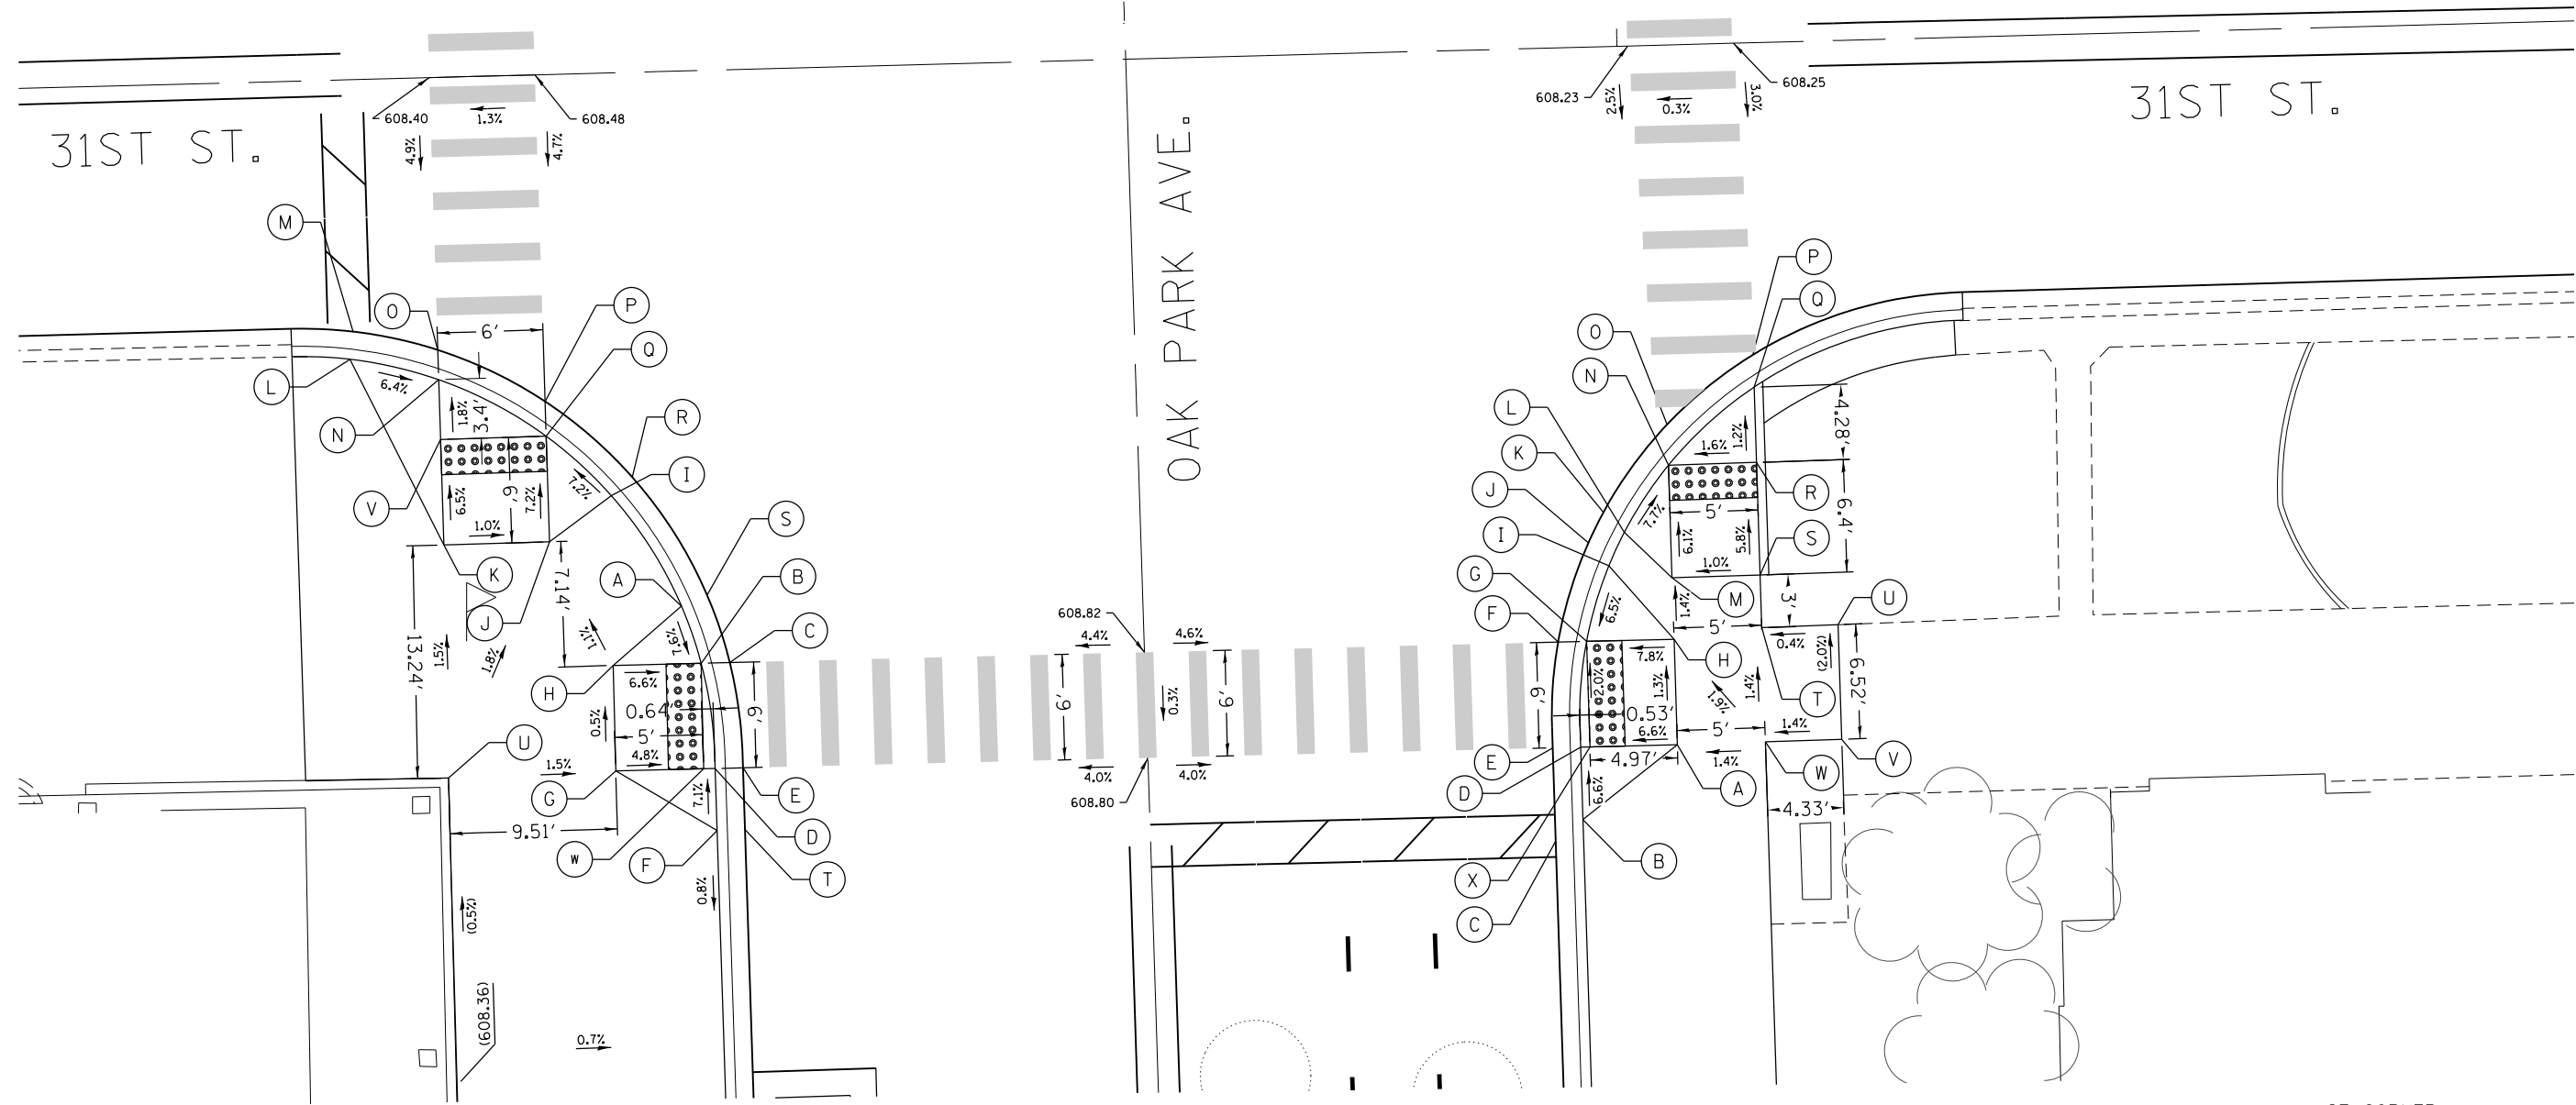 31ST ST.
31ST ST.
OAK PARK AVE.
608.40
608.48
1.3%
4.9%
4.7%
608.23
608.25
2.5%
0.3%
3.0%
M
O
P
Q
R
I
S
A
B
C
L
N
V
K
J
H
U
G
W
F
E
D
T
6'
6.4%
1.8%
3.4'
6.5%
6'
7.2%
7.2%
1.0%
13.24'
7.14'
1.5%
1.8%
1.1%
7.6%
6.6%
0.64'
0.5%
5'
4.8%
6'
1.5%
7.1%
9.51'
0.8%
(0.5%)
(608.36)
0.7%
608.82
4.4%
4.6%
6'
0.3%
6'
4.0%
4.0%
608.80
P
Q
O
N
L
K
J
I
G
F
E
D
X
C
R
S
M
U
H
T
V
W
A
B
1.6%
1.2%
4.28'
5'
6.4'
7.7%
6.1%
5.8%
1.0%
1.4%
3'
5'
6.5%
0.4%
(2.0%)
6.52'
7.8%
2.0%
1.3%
1.9%
1.4%
6'
0.53'
6.6%
5'
1.4%
4.97'
1.4%
6.6%
4.33'